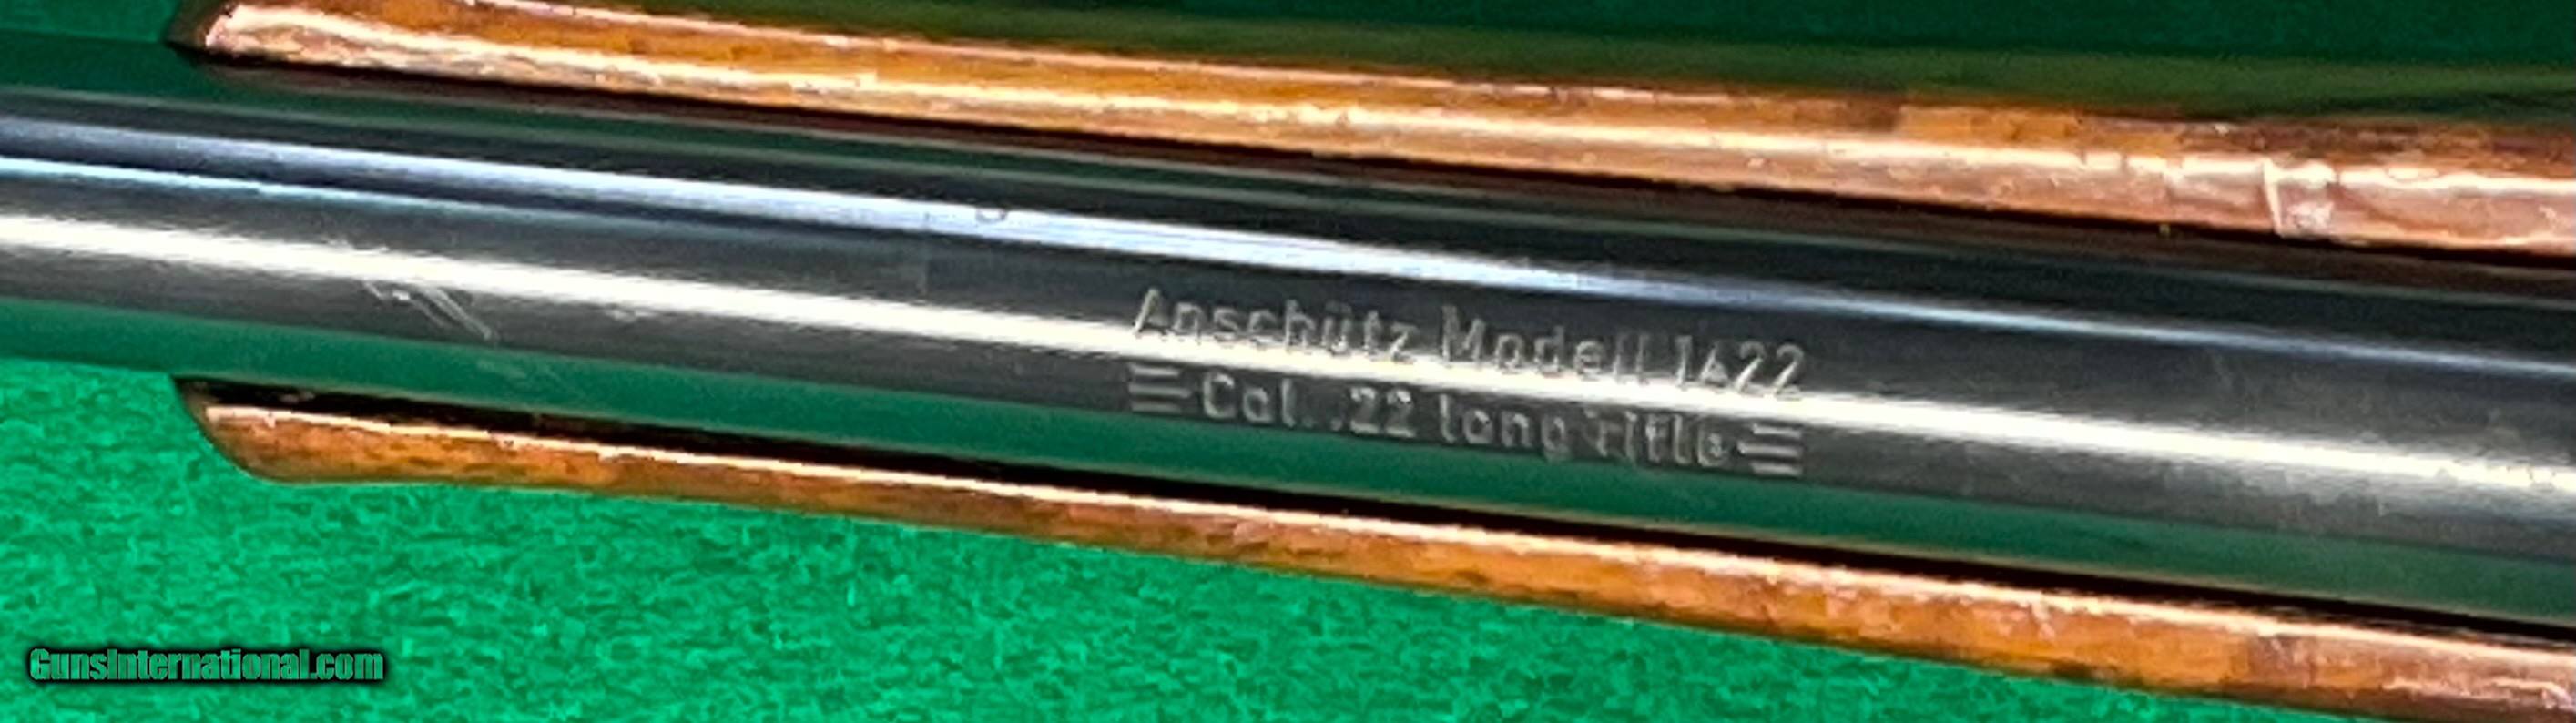 Anschütz Modell 1422
Cal. .22 long rifle
GunsInternational.com